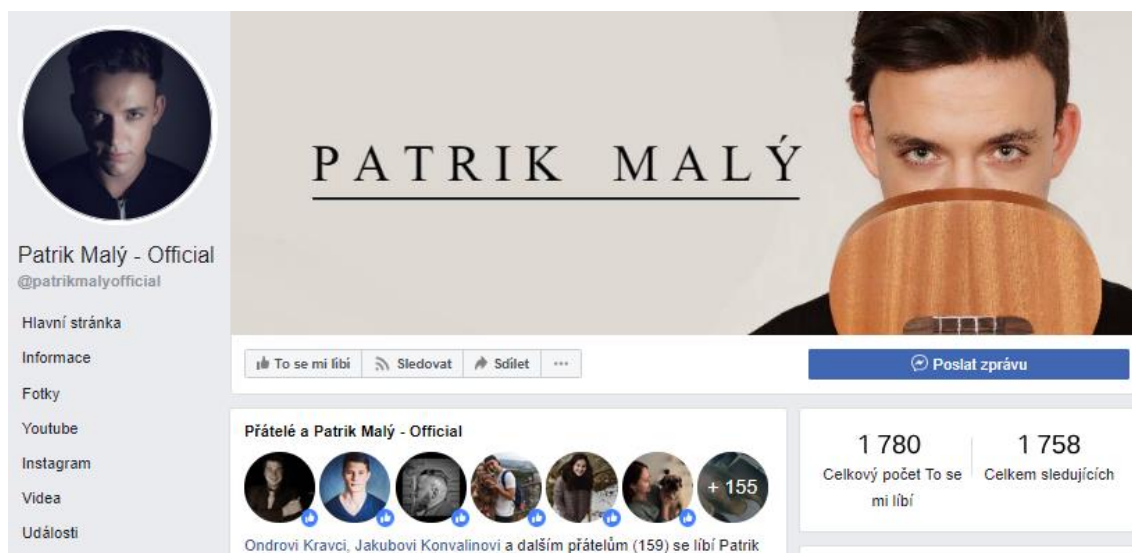 PATRIK MALÝ
Patrik Malý - Official
@patrikmalyofficial
Hlavní stránka
Informace
Fotky
Youtube
Instagram
Videa
Události
To se mi líbí
Sledovat
Sdílet
Poslat zprávu
Přátelé a Patrik Malý - Official
+ 155
Ondrovi Kravci, Jakubovi Konvalinovi a dalším přátelům (159) se líbí Patrik
1 780
Celkový počet To se
mi líbí
1 758
Celkem sledujících